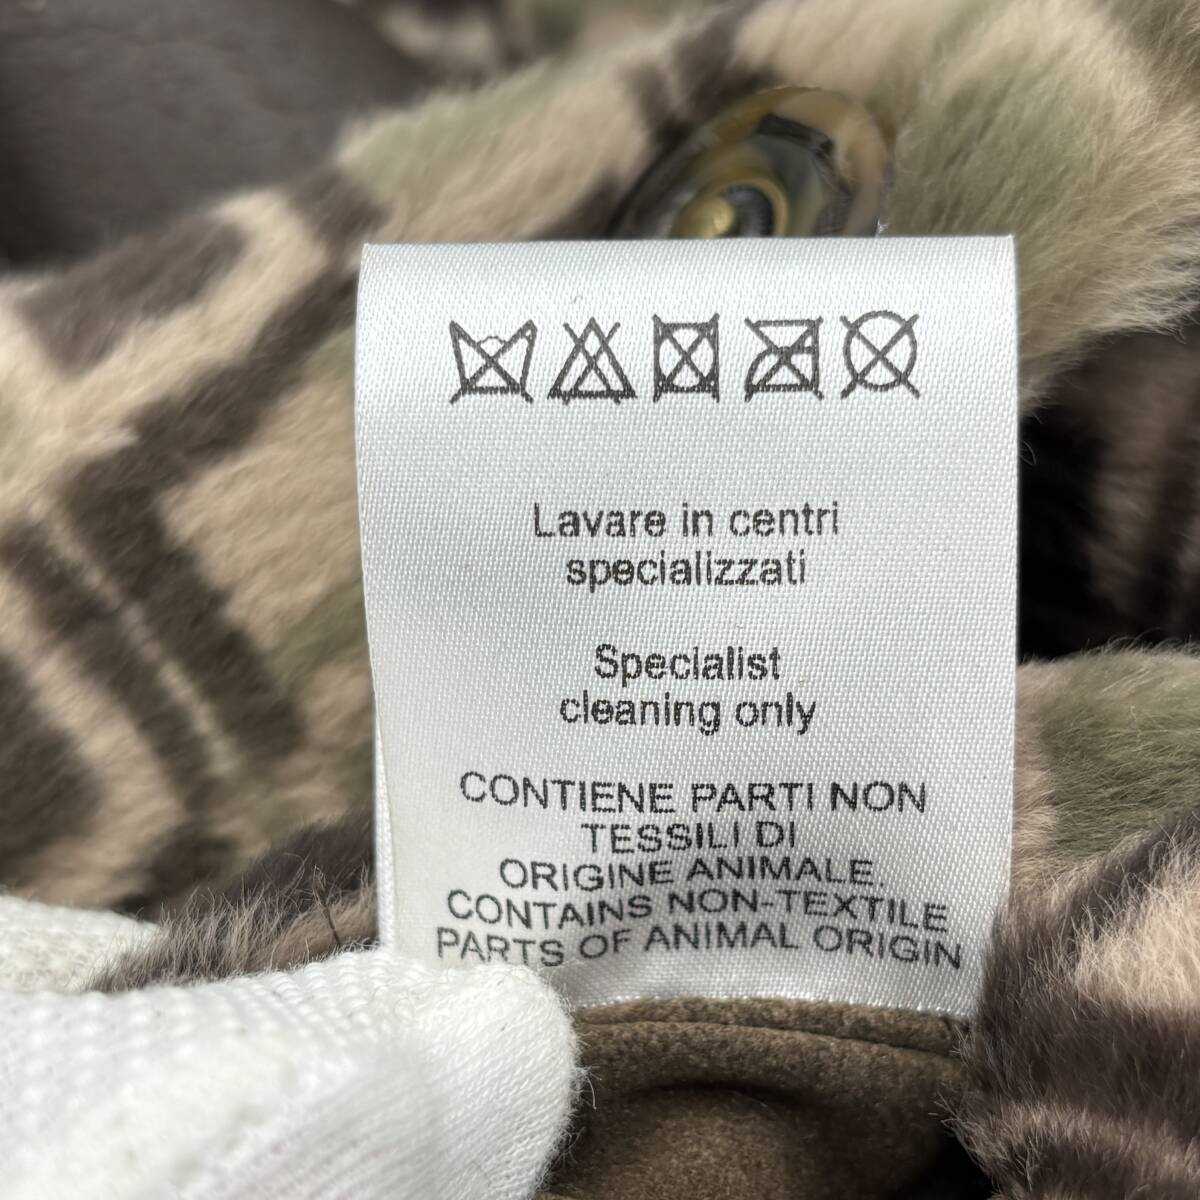 Lavare in centri
specializzati
Specialist
cleaning only
CONTIENE PARTI NON
TESSILI DI
ORIGINE ANIMALE.
CONTAINS NON-TEXTILE
PARTS OF ANIMAL ORIGIN